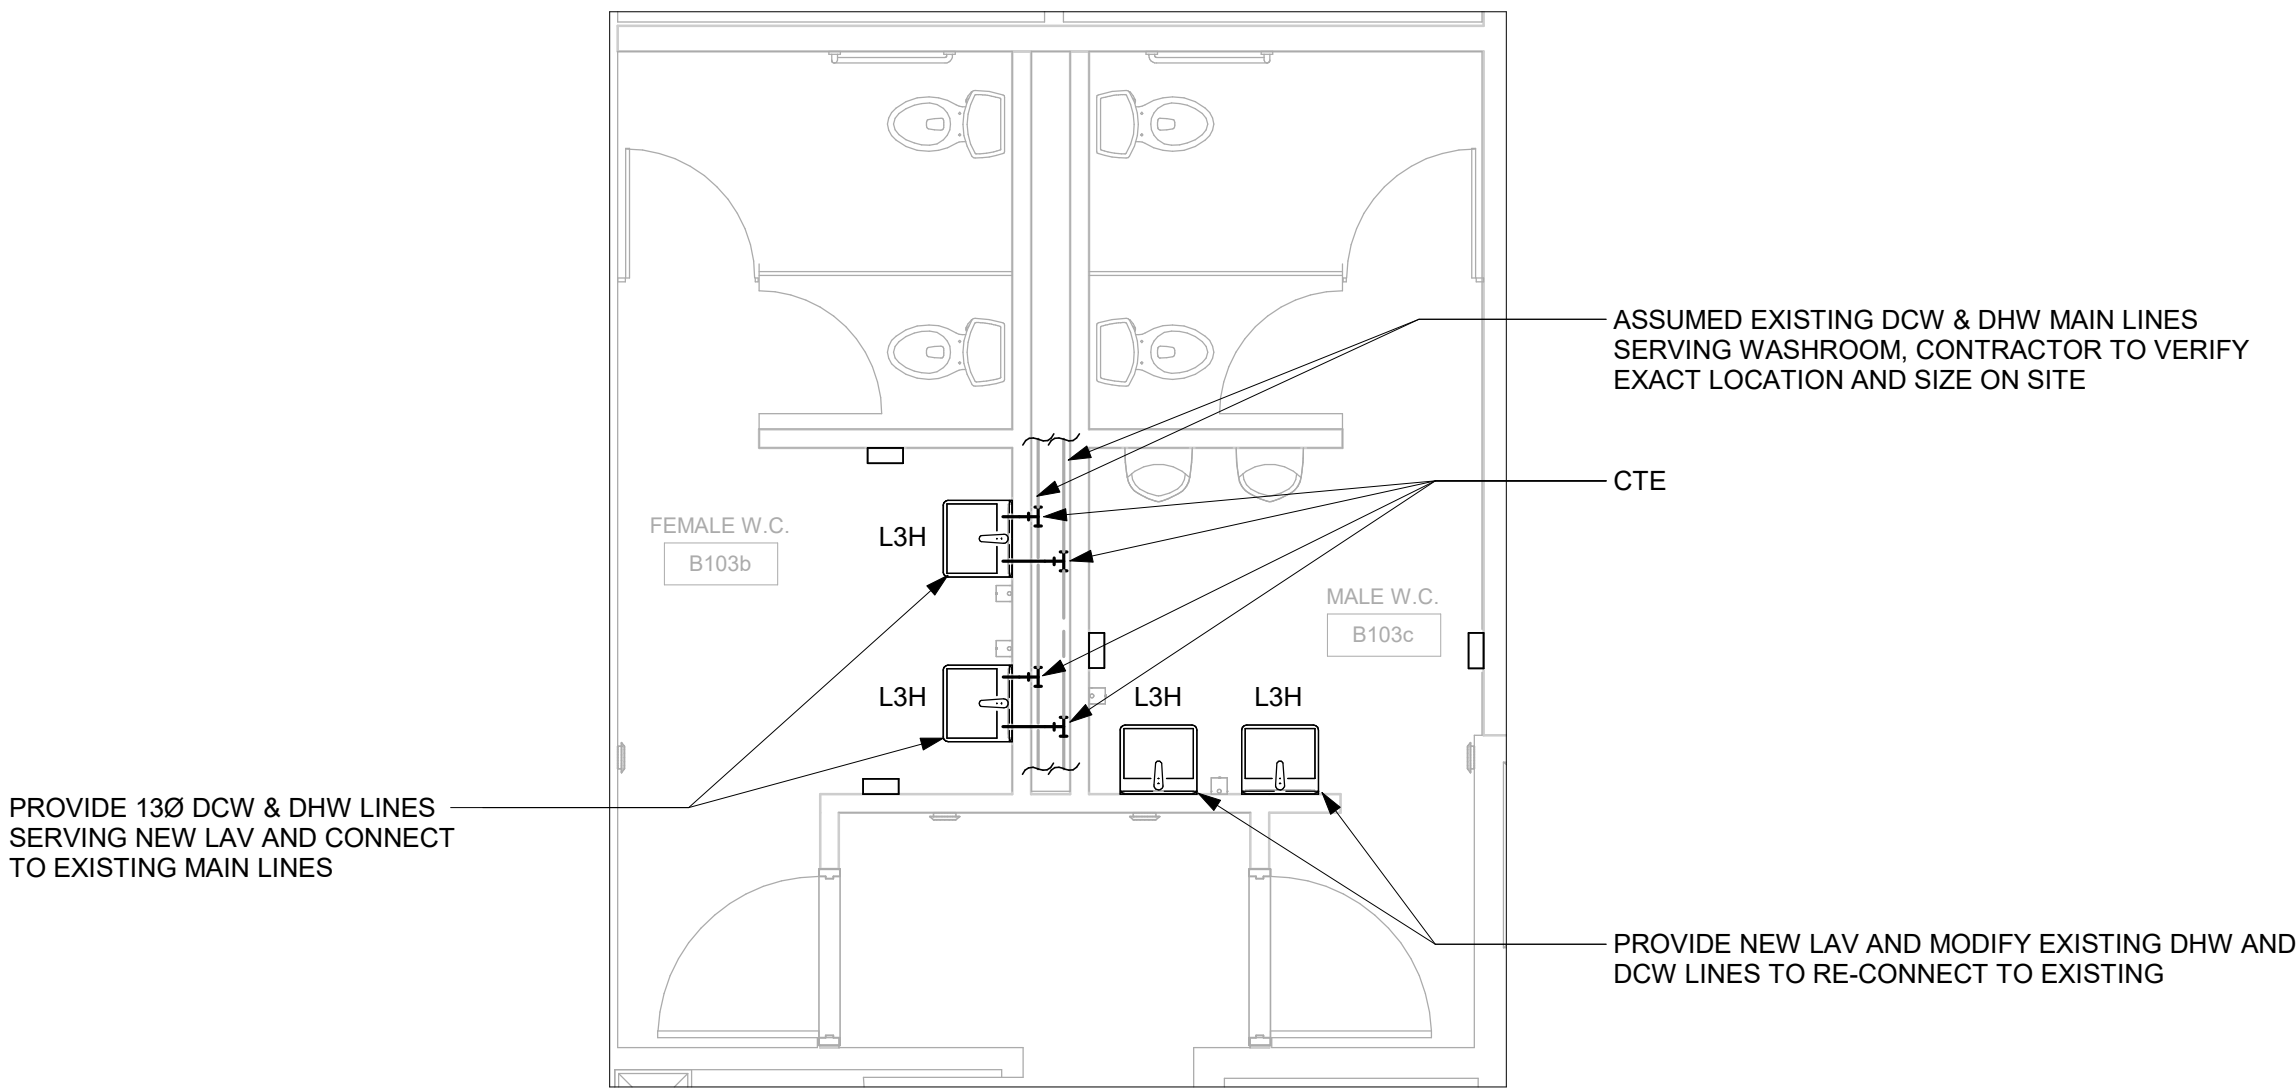 ASSUMED EXISTING DCW & DHW MAIN LINES
SERVING WASHROOM, CONTRACTOR TO VERIFY
EXACT LOCATION AND SIZE ON SITE
CTE
FEMALE W.C.
B103b
L3H
MALE W.C.
B103c
L3H
L3H
L3H
PROVIDE 13Ø DCW & DHW LINES
SERVING NEW LAV AND CONNECT
TO EXISTING MAIN LINES
PROVIDE NEW LAV AND MODIFY EXISTING DHW AND
DCW LINES TO RE-CONNECT TO EXISTING